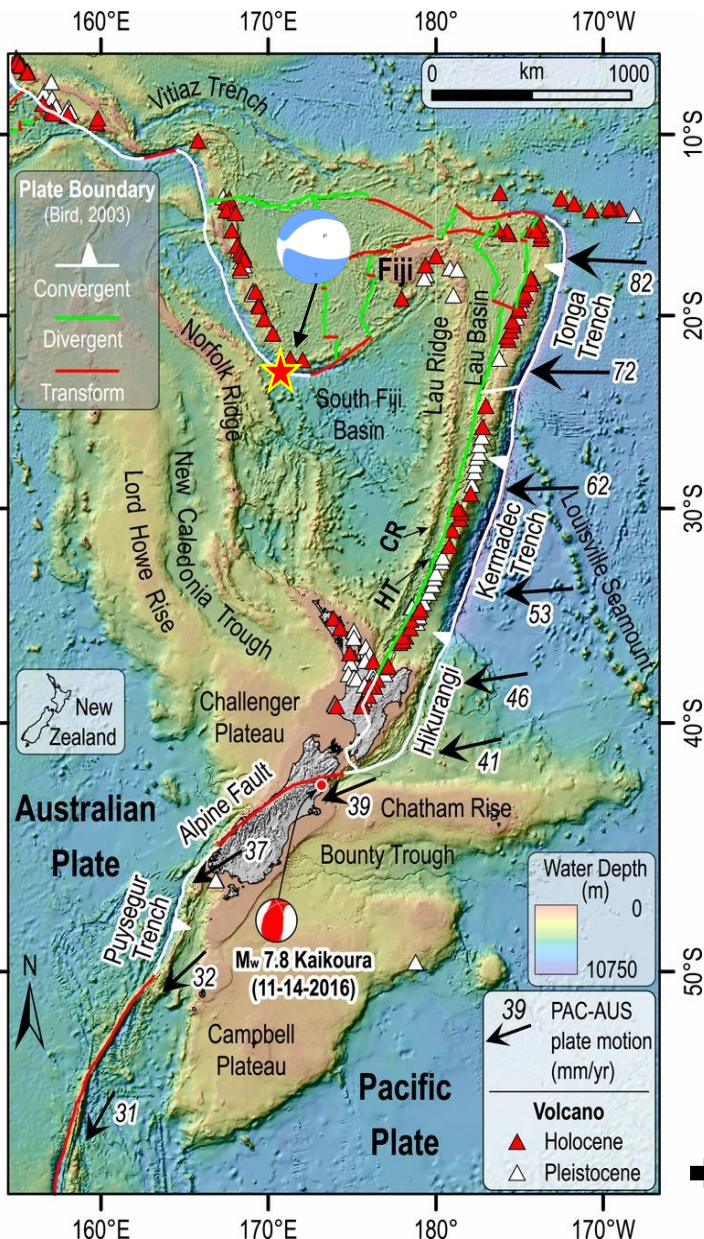 160°E
170°E
180°
170°W
0
km
1000
Vitiaz Trench
10°S
Plate Boundary
(Bird, 2003)
Convergent
Divergent
Transform
P
T
Fiji
82
Tonga
Trench
20°S
72
Norfolk Ridge
South Fiji
Basin
Lau Ridge
Lau Basin
62
Lord Howe Rise
New Caledonia Trough
CR
HT
30°S
Kermadec
Trench
Louisville Seamount
53
New
Zealand
Challenger
Plateau
46
Hikurangi
40°S
41
Alpine Fault
39
Chatham Rise
Australian
Plate
37
Bounty Trough
Water Depth
(m)
0
10750
Puysegur
Trench
Mw 7.8 Kaikoura
(11-14-2016)
50°S
N
32
Campbell
Plateau
39
PAC-AUS
plate motion
(mm/yr)
31
Pacific
Plate
Volcano
Holocene
Pleistocene
160°E
170°E
180°
170°W